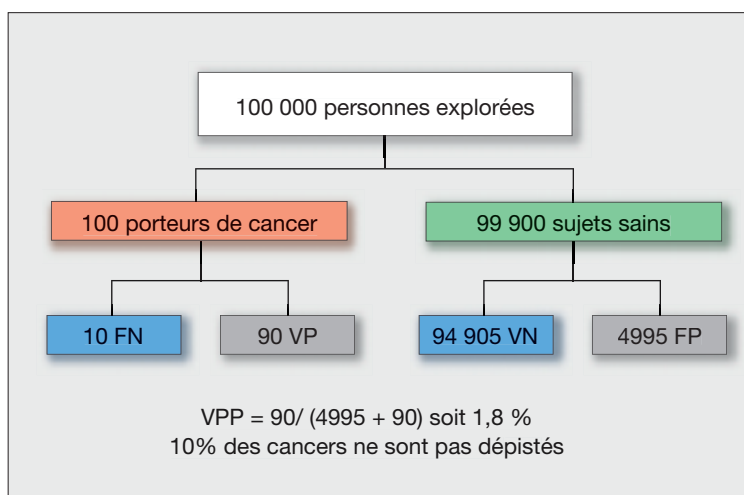 100 000 personnes explorées
100 porteurs de cancer
99 900 sujets sains
10 FN
90 VP
94 905 VN
4995 FP
VPP = 90/ (4995 + 90) soit 1,8 %
10% des cancers ne sont pas dépistés